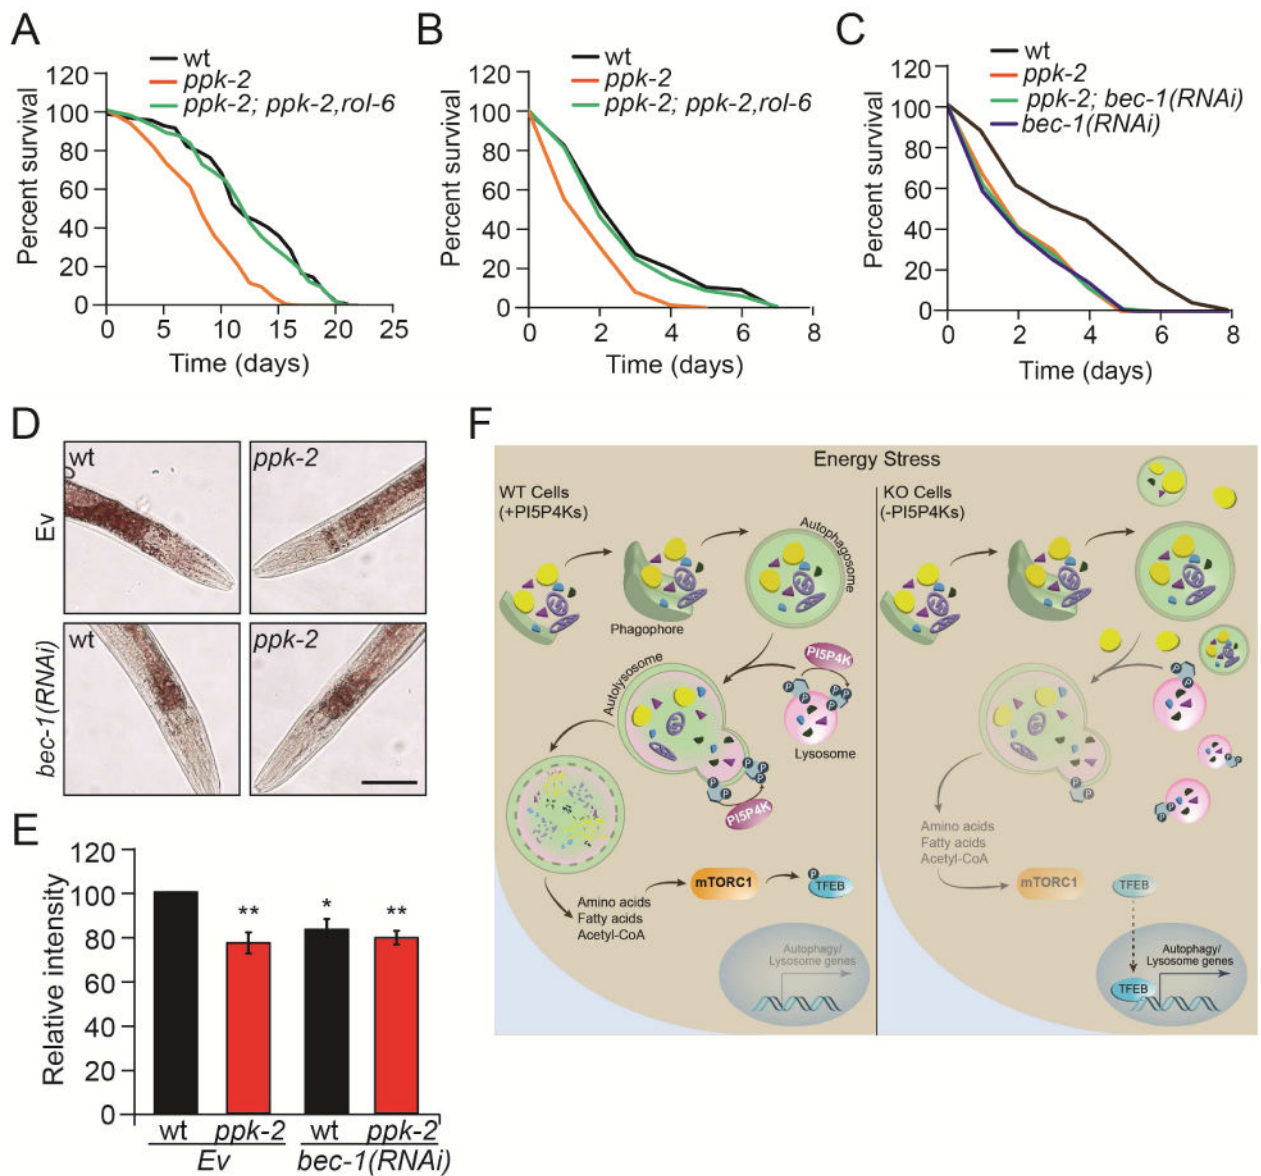 A
wt
ppk-2
ppk-2; ppk-2,rol-6
Percent survival
120
100
80
60
40
20
0
0 5 10 15 20 25
Time (days)
B
wt
ppk-2
ppk-2; ppk-2,rol-6
Percent survival
120
100
80
60
40
20
0
0 2 4 6 8
Time (days)
C
wt
ppk-2
ppk-2; bec-1(RNAi)
bec-1(RNAi)
Percent survival
120
100
80
60
40
20
0
0 2 4 6 8
Time (days)
D
Ev
wt
ppk-2
bec-1(RNAi)
wt
ppk-2
E
Relative intensity
120
100
80
60
40
20
0
** * **
wt ppk-2 wt ppk-2
Ev bec-1(RNAi)
F
Energy Stress
WT Cells
(+PI5P4Ks)
Phagophore
Autophagosome
Autolysosome
PI5P4K
P
P
P
P
Lysosome
P
P
P
P
PI5P4K
Amino acids
Fatty acids
Acetyl-CoA
mTORC1
P
TFEB
Autophagy/
Lysosome genes
KO Cells
(-PI5P4Ks)
P
P
P
P
P
P
P
P
Amino acids
Fatty acids
Acetyl-CoA
mTORC1
TFEB
Autophagy/
Lysosome genes
TFEB